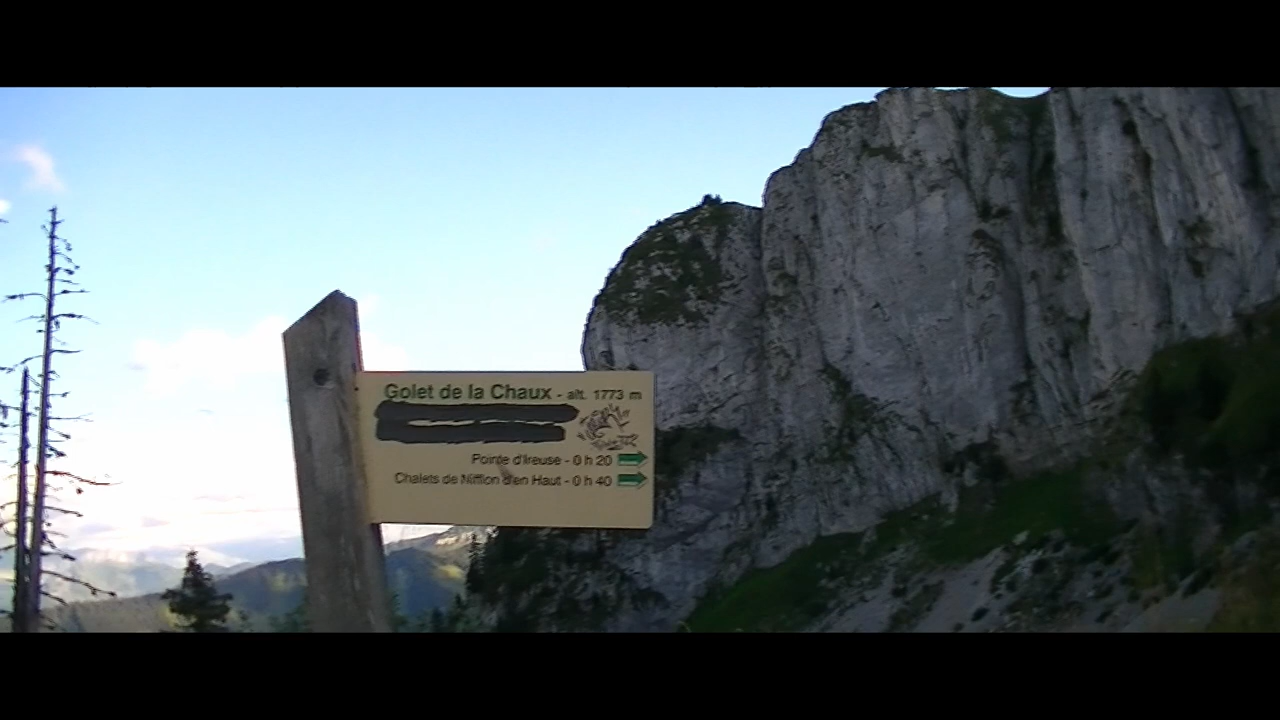 Golet de la Chaux - alt. 1773 m
Pointe d'Ireuse - 0 h 20
Chalets de Nifflon d'en Haut - 0 h 40